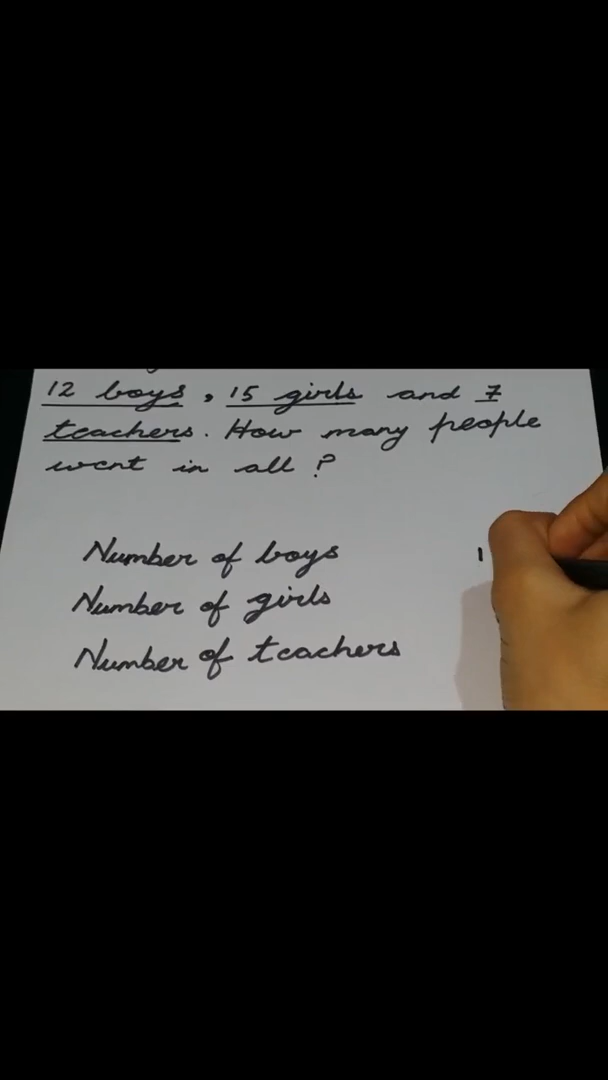 12 boys, 15 girls and 7
teachers. How many people
went in all?
Number of boys 1
Number of girls
Number of teachers